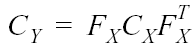 C_Y = F_X C_X F_X^T